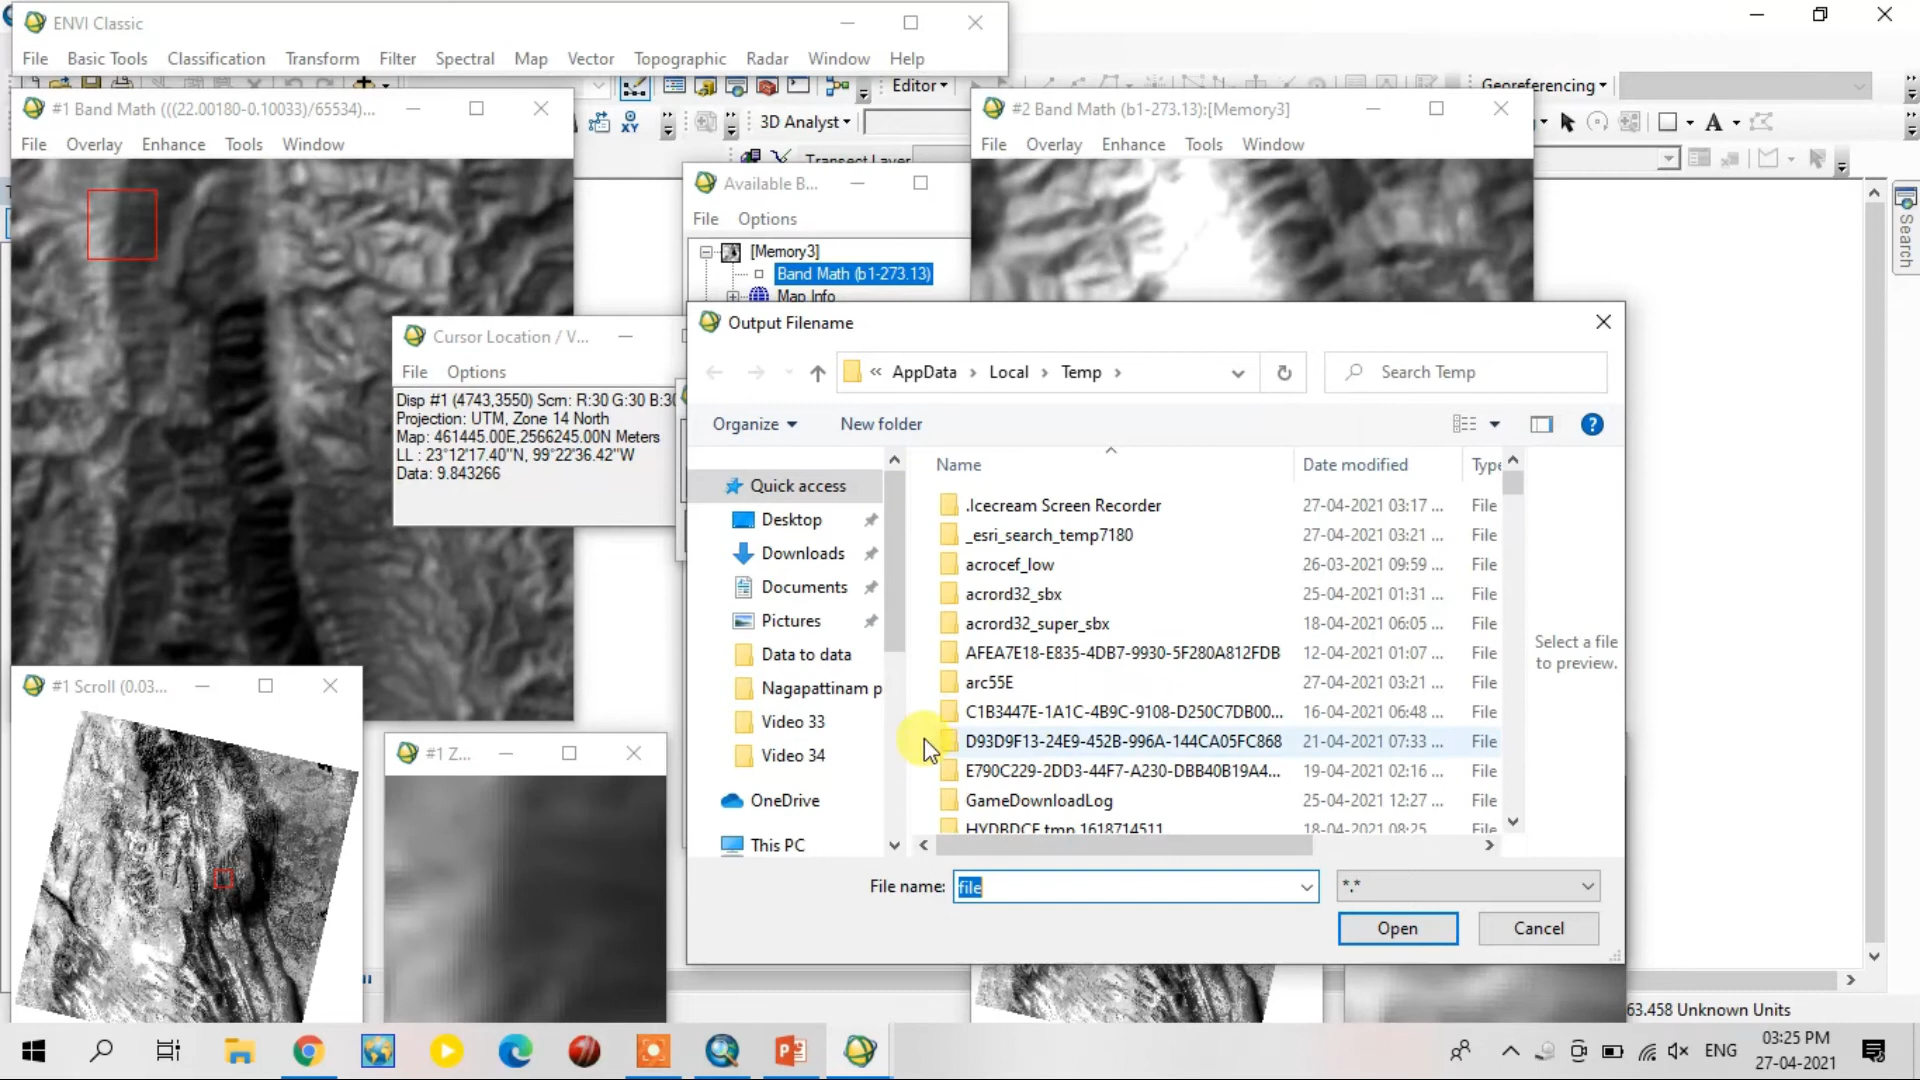 ENVI Classic
File Basic Tools Classification Transform Filter Spectral Map Vector Topographic Radar Window Help
Editor
Georeferencing
#1 Band Math (((22.00180-0.10033)/65534)...
File Overlay Enhance Tools Window
3D Analyst
#2 Band Math (b1-273.13):[Memory3]
File Overlay Enhance Tools Window
Available B...
File Options
[Memory3]
Band Math (b1-273.13)
Map Info
Search
Cursor Location / V...
File Options
Disp #1 (4743,3550) Scrn: R:30 G:30 B:30
Projection: UTM, Zone 14 North
Map: 461445.00E,2566245.00N Meters
LL : 23°12'17.40"N, 99°22'36.42"W
Data: 9.843266
Output Filename
« AppData › Local › Temp ›
Search Temp
Organize New folder
Name Date modified Type
Quick access
Desktop
Downloads
Documents
Pictures
Data to data
Nagapattinam p
Video 33
Video 34
OneDrive
This PC
.Icecream Screen Recorder 27-04-2021 03:17 ... File
_esri_search_temp7180 27-04-2021 03:21 ... File
acrocef_low 26-03-2021 09:59 ... File
acrord32_sbx 25-04-2021 01:31 ... File
acrord32_super_sbx 18-04-2021 06:05 ... File
AFEA7E18-E835-4DB7-9930-5F280A812FDB 12-04-2021 01:07 ... File
arc55E 27-04-2021 03:21 ... File
C1B3447E-1A1C-4B9C-9108-D250C7DB00... 16-04-2021 06:48 ... File
D93D9F13-24E9-452B-996A-144CA05FC868 21-04-2021 07:33 ... File
E790C229-2DD3-44F7-A230-DBB40B19A4... 19-04-2021 02:16 ... File
GameDownloadLog 25-04-2021 12:27 ... File
18-04-2021 08:25 File
Select a file
to preview.
File name: file
*.*
Open Cancel
#1 Scroll (0.03...
#1 Z...
63.458 Unknown Units
ENG
03:25 PM
27-04-2021